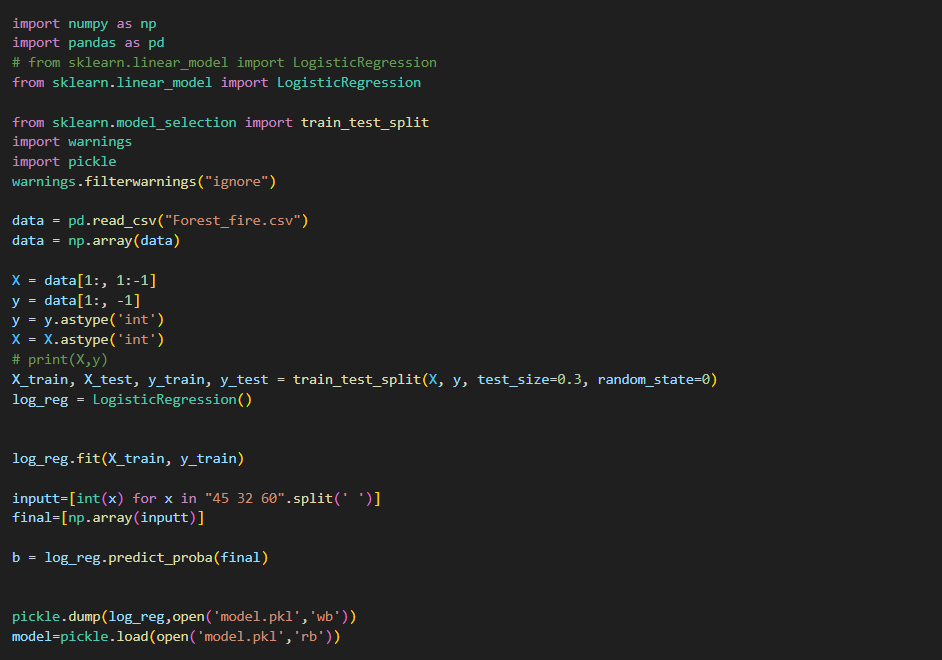 import numpy as np
import pandas as pd
# from sklearn.linear_model import LogisticRegression
from sklearn.linear_model import LogisticRegression
from sklearn.model_selection import train_test_split
import warnings
import pickle
warnings.filterwarnings("ignore")
data = pd.read_csv("Forest_fire.csv")
data = np.array(data)
X = data[1:, 1:-1]
y = data[1:, -1]
y = y.astype('int')
X = X.astype('int')
# print(X,y)
X_train, X_test, y_train, y_test = train_test_split(X, y, test_size=0.3, random_state=0)
log_reg = LogisticRegression()
log_reg.fit(X_train, y_train)
inputt=[int(x) for x in "45 32 60".split(' ')]
final=[np.array(inputt)]
b = log_reg.predict_proba(final)
pickle.dump(log_reg,open('model.pkl','wb'))
model=pickle.load(open('model.pkl','rb'))